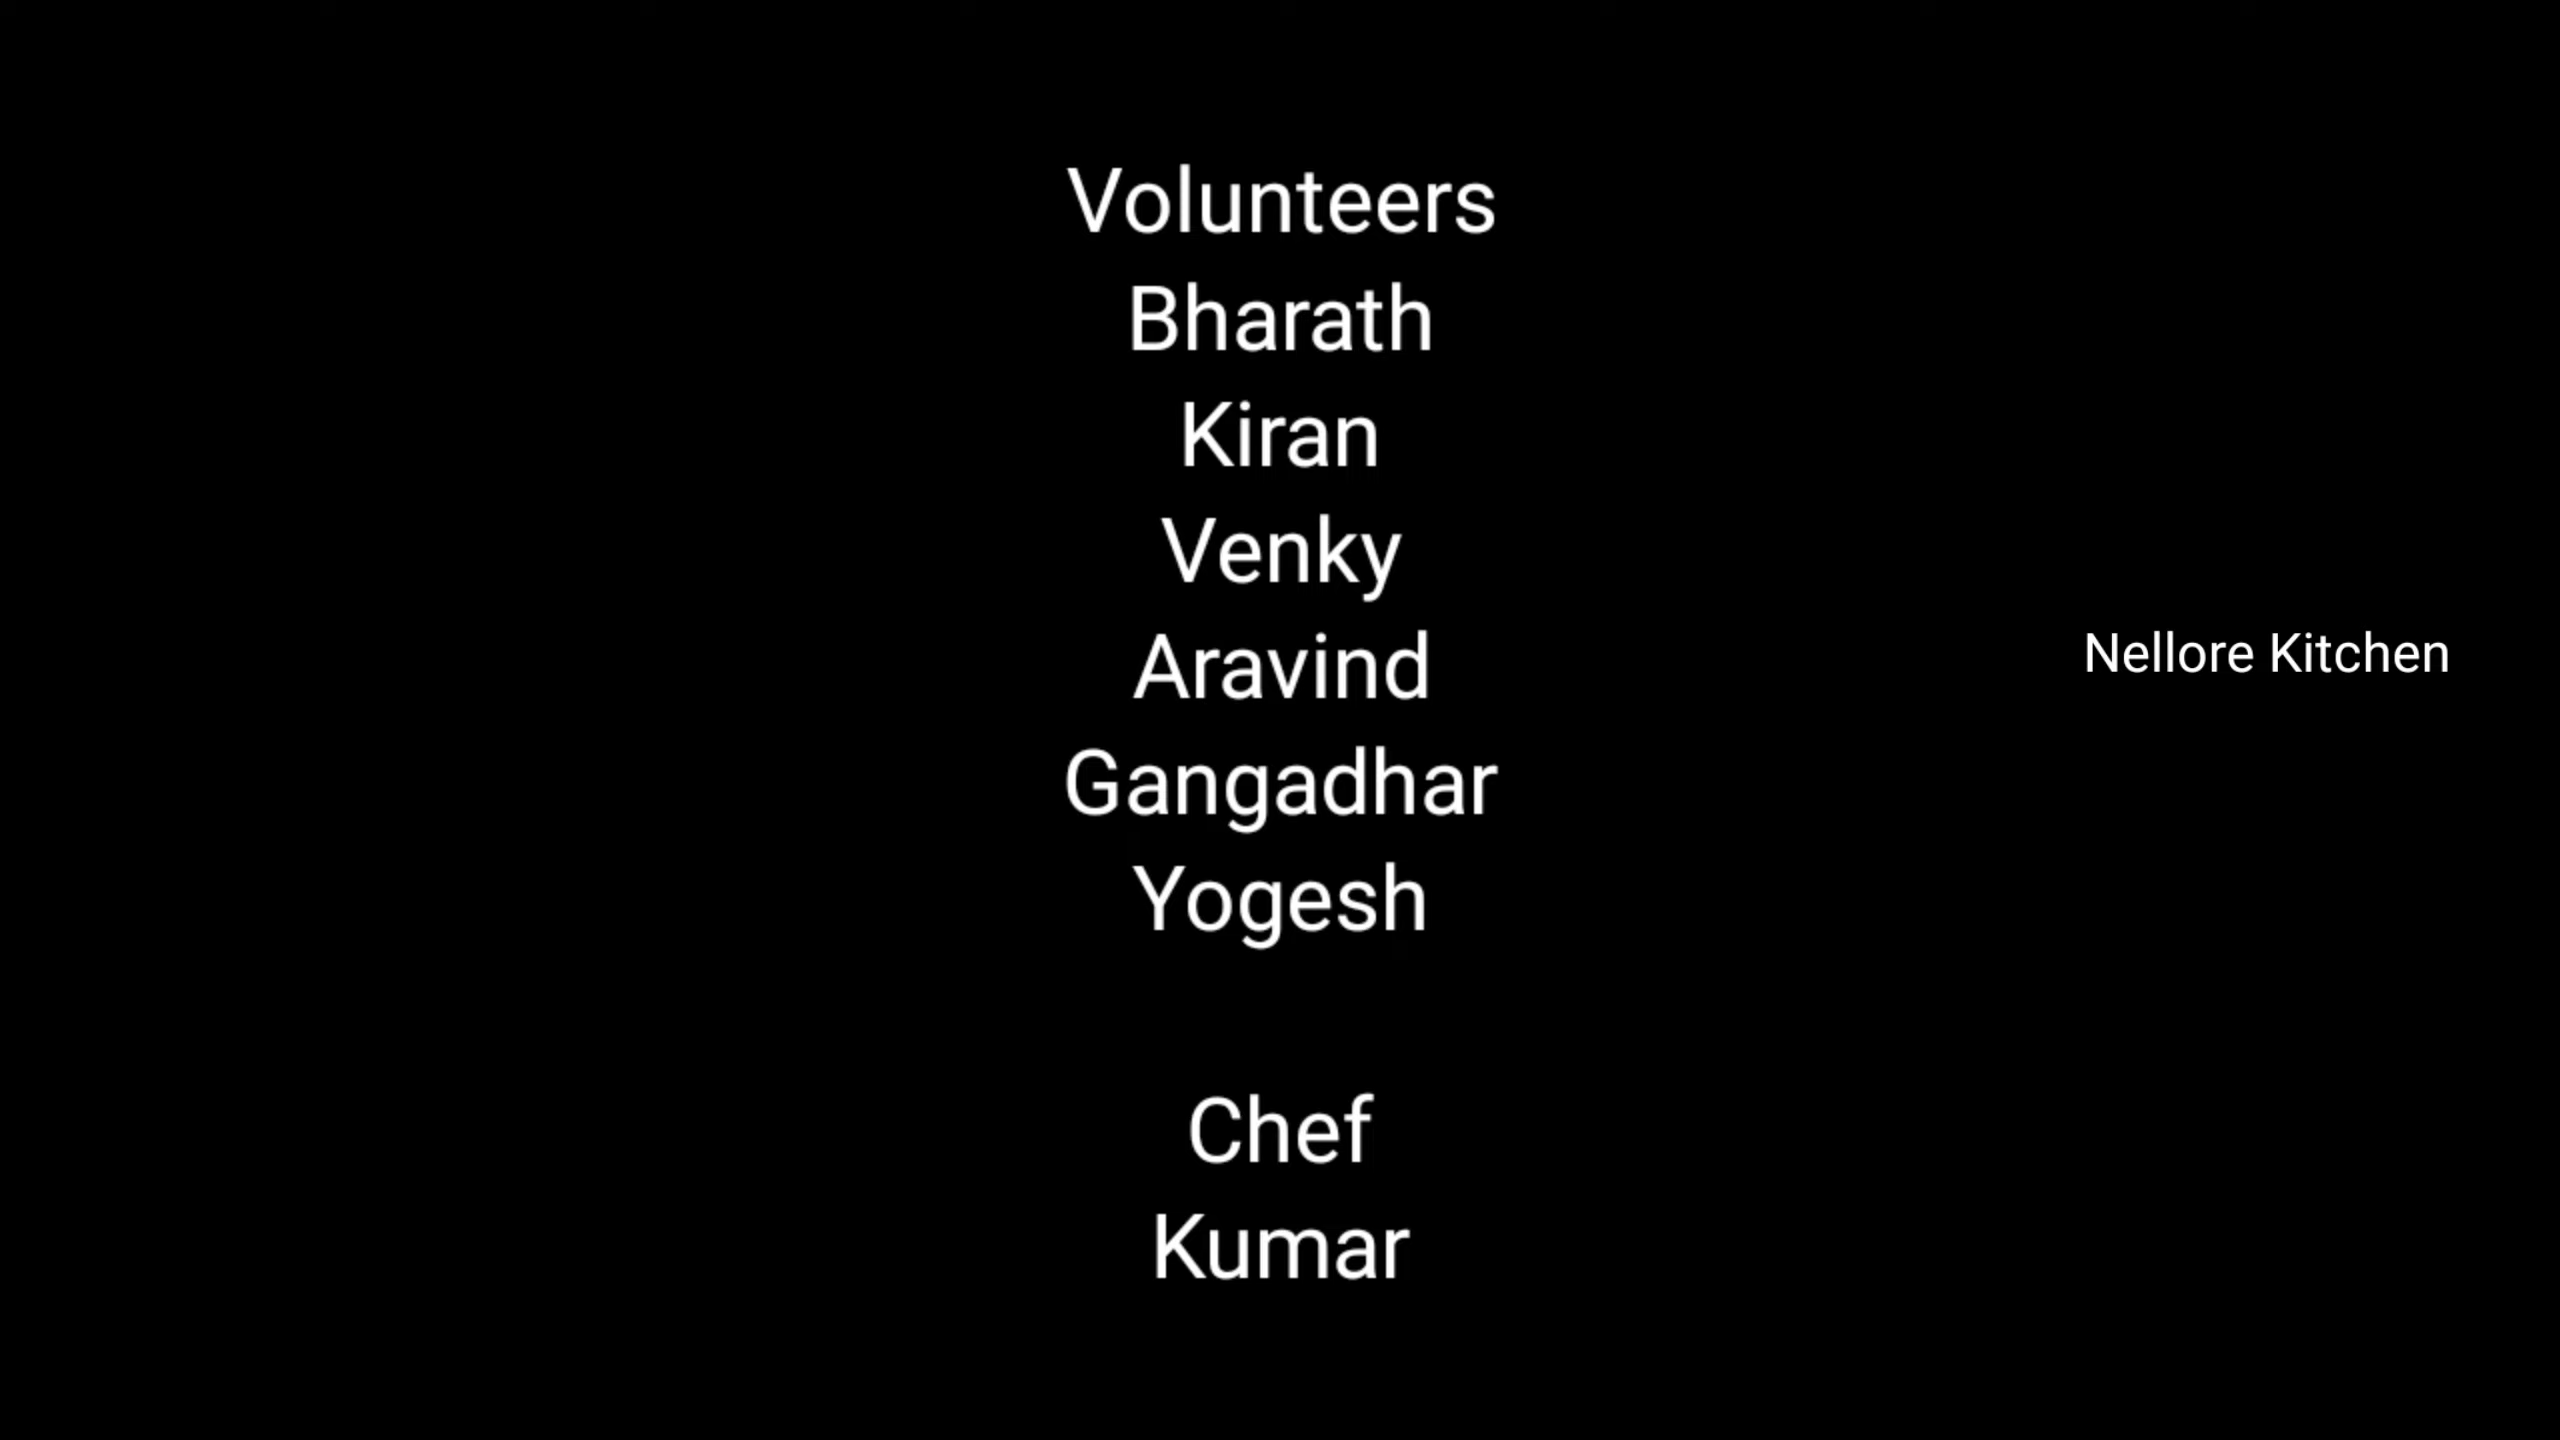 Volunteers
Bharath
Kiran
Venky
Aravind
Nellore Kitchen
Gangadhar
Yogesh
Chef
Kumar